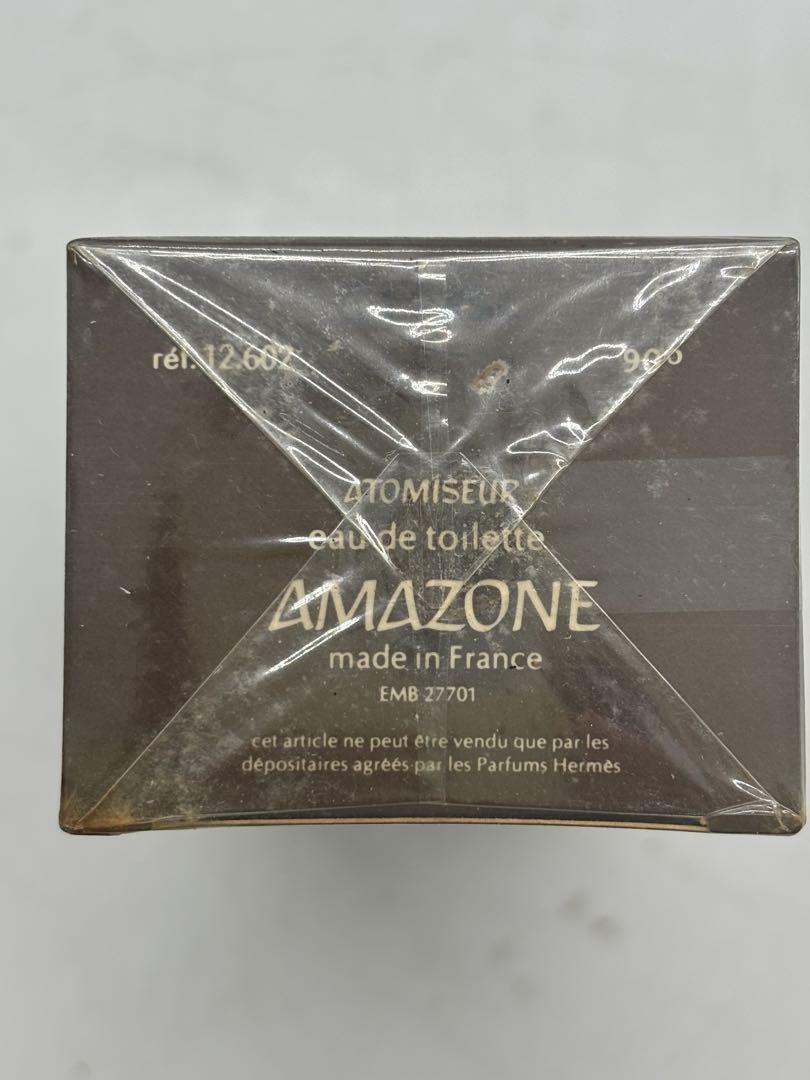 réf. 12.602 90°
ATOMISEUR
eau de toilette
AMAZONE
made in France
EMB 27701
cet article ne peut être vendu que par les
dépositaires agréés par les Parfums Hermès